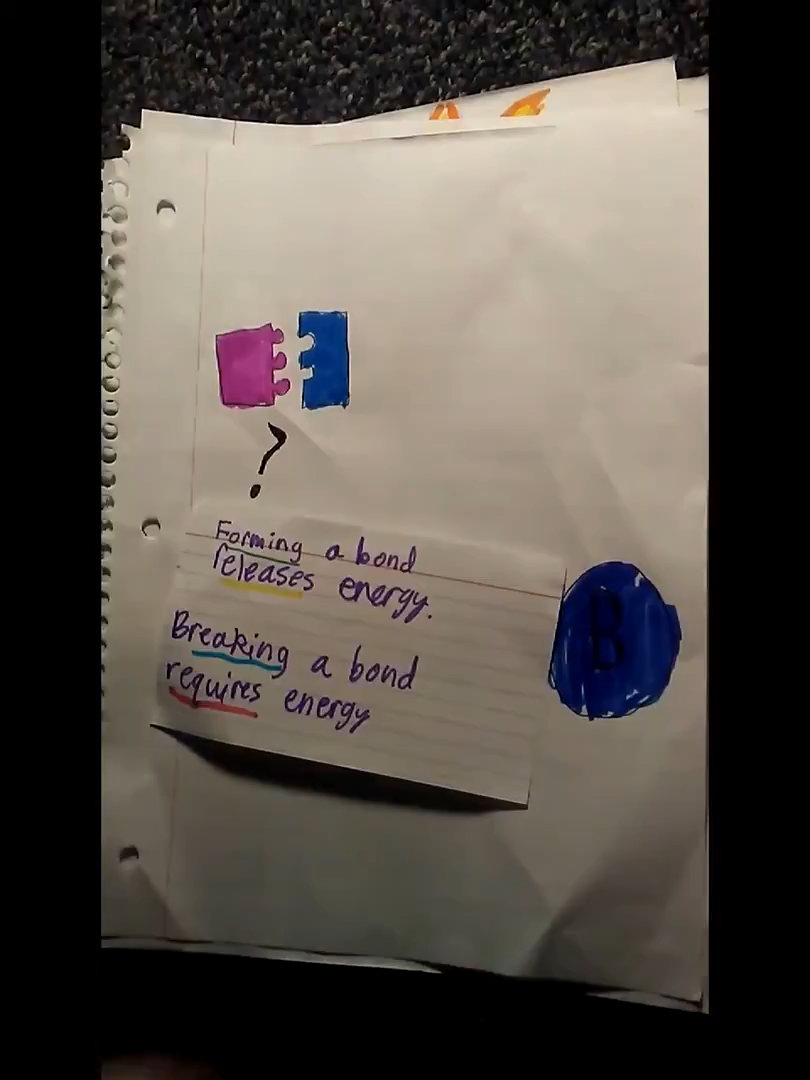 ?
Forming a bond
releases energy.
Breaking a bond
requires energy
B